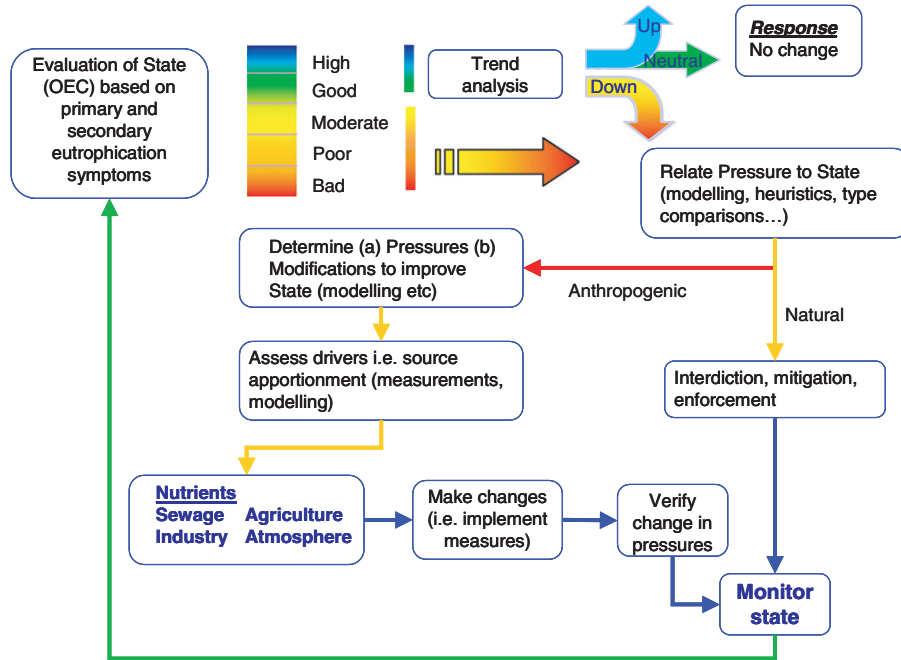 Evaluation of State
(OEC) based on
primary and
secondary
eutrophication
symptoms
High
Good
Moderate
Poor
Bad
Trend
analysis
Up
Neutral
Down
Response
No change
Relate Pressure to State
(modelling, heuristics, type
comparisons…)
Determine (a) Pressures (b)
Modifications to improve
State (modelling etc)
Anthropogenic
Natural
Assess drivers i.e. source
apportionment (measurements,
modelling)
Interdiction, mitigation,
enforcement
Nutrients
Sewage Agriculture
Industry Atmosphere
Make changes
(i.e. implement
measures)
Verify
change in
pressures
Monitor
state